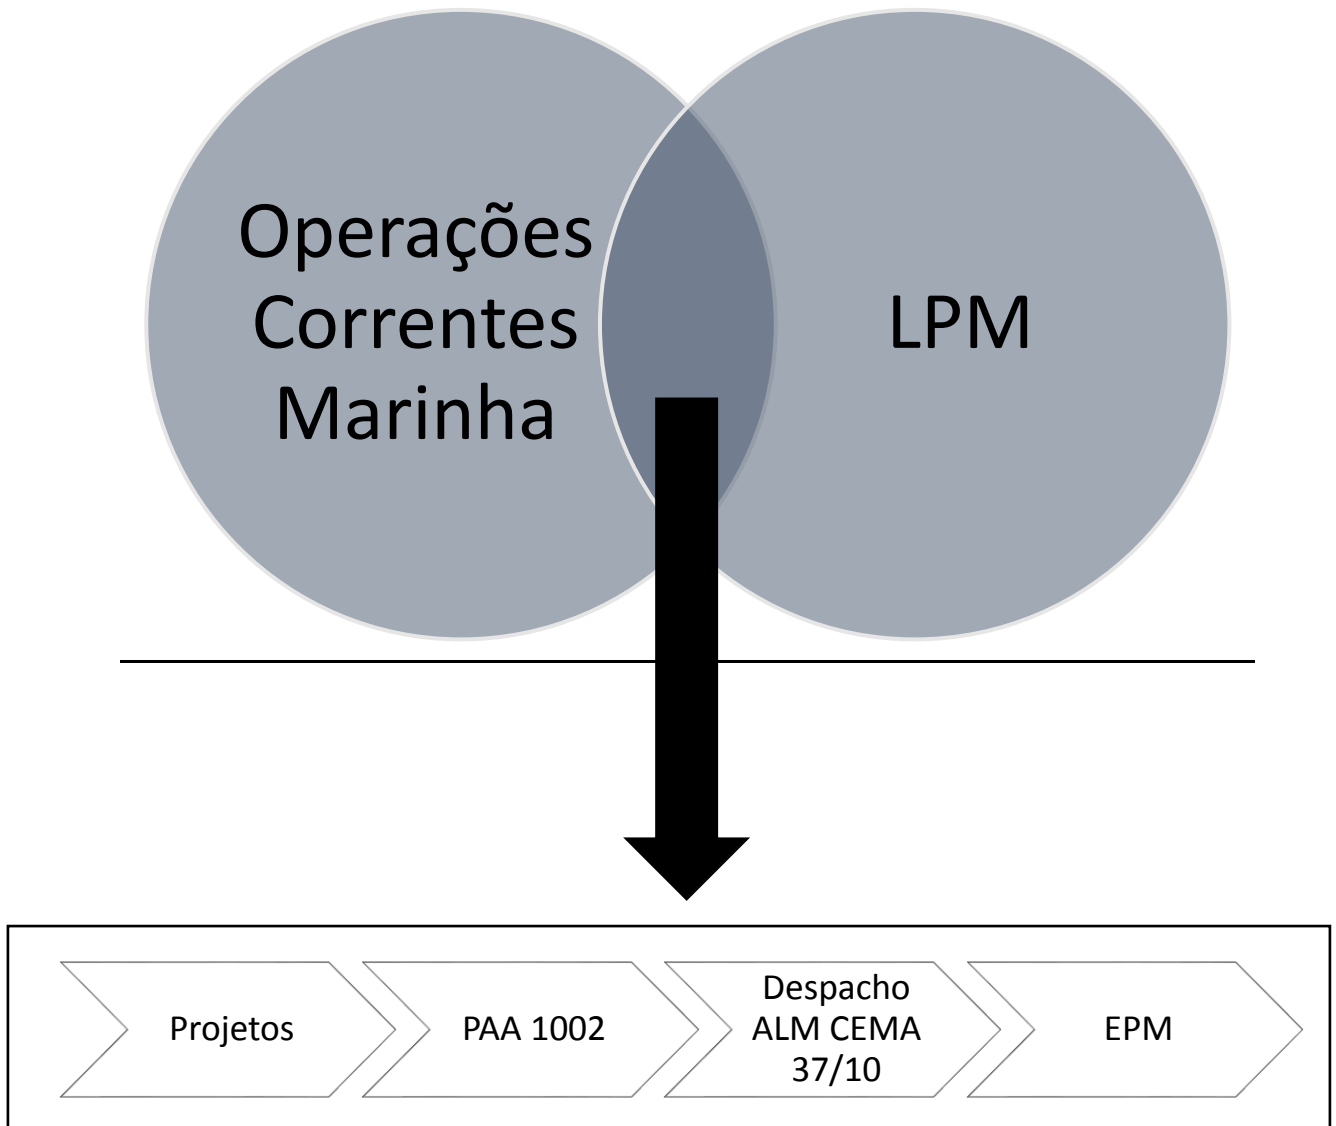 Operações
Correntes
Marinha
LPM
Projetos
PAA 1002
Despacho
ALM CEMA
37/10
EPM